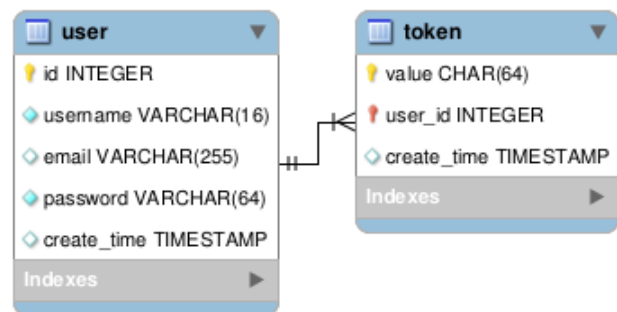 user
id INTEGER
username VARCHAR(16)
email VARCHAR(255)
password VARCHAR(64)
create_time TIMESTAMP
Indexes
token
value CHAR(64)
user_id INTEGER
create_time TIMESTAMP
Indexes